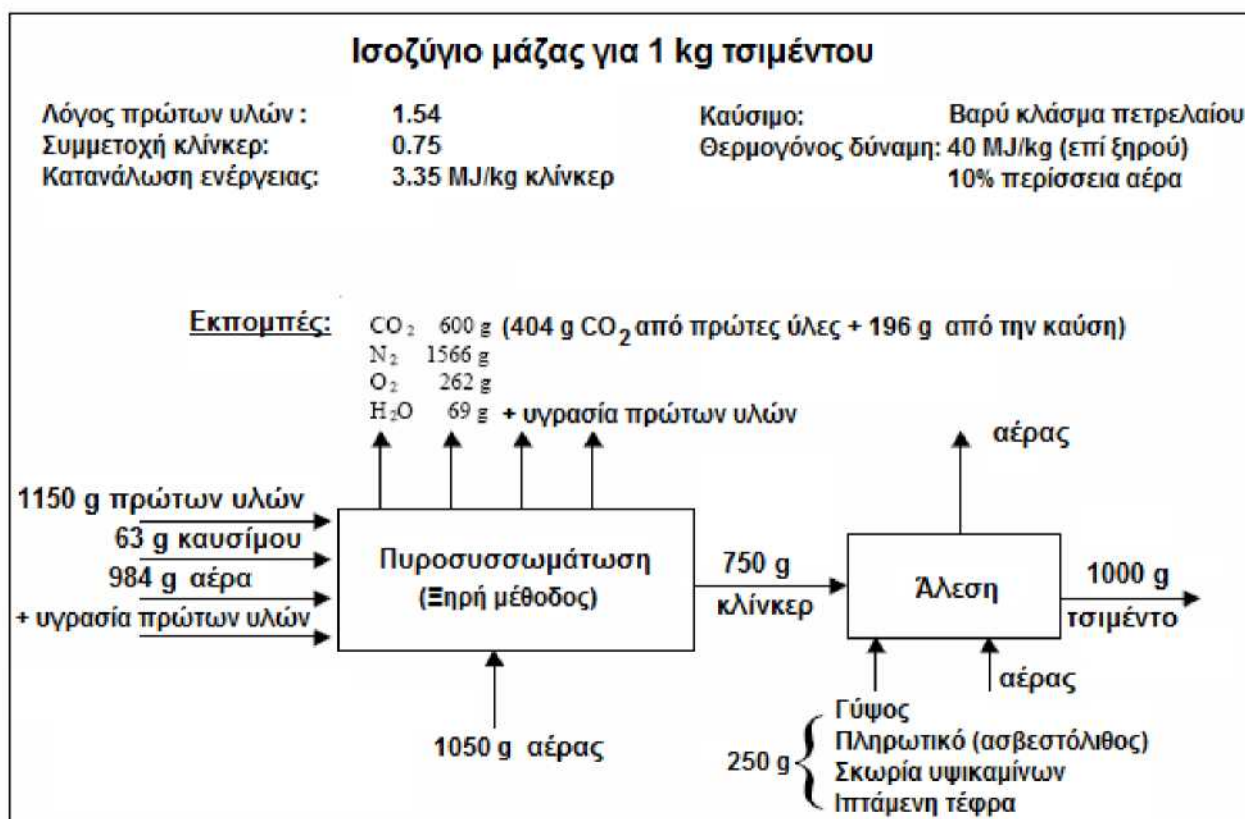 Ισοζύγιο μάζας για 1 kg τσιμέντου
Λόγος πρώτων υλών : 1.54
Συμμετοχή κλίνκερ: 0.75
Κατανάλωση ενέργειας: 3.35 MJ/kg κλίνκερ
Καύσιμο: Βαρύ κλάσμα πετρελαίου
Θερμογόνος δύναμη: 40 MJ/kg (επί ξηρού)
10% περίσσεια αέρα
Εκπομπές: CO₂ 600 g (404 g CO₂ από πρώτες ύλες + 196 g από την καύση)
N₂ 1566 g
O₂ 262 g
H₂O 69 g + υγρασία πρώτων υλών
αέρας
1150 g πρώτων υλών
63 g καυσίμου
984 g αέρα
+ υγρασία πρώτων υλών
Πυροσυσσωμάτωση
(Ξηρή μέθοδος)
750 g
κλίνκερ
Άλεση
1000 g
τσιμέντο
1050 g αέρας
αέρας
250 g
Γύψος
Πληρωτικό (ασβεστόλιθος)
Σκωρία υψικαμίνων
Ιπτάμενη τέφρα